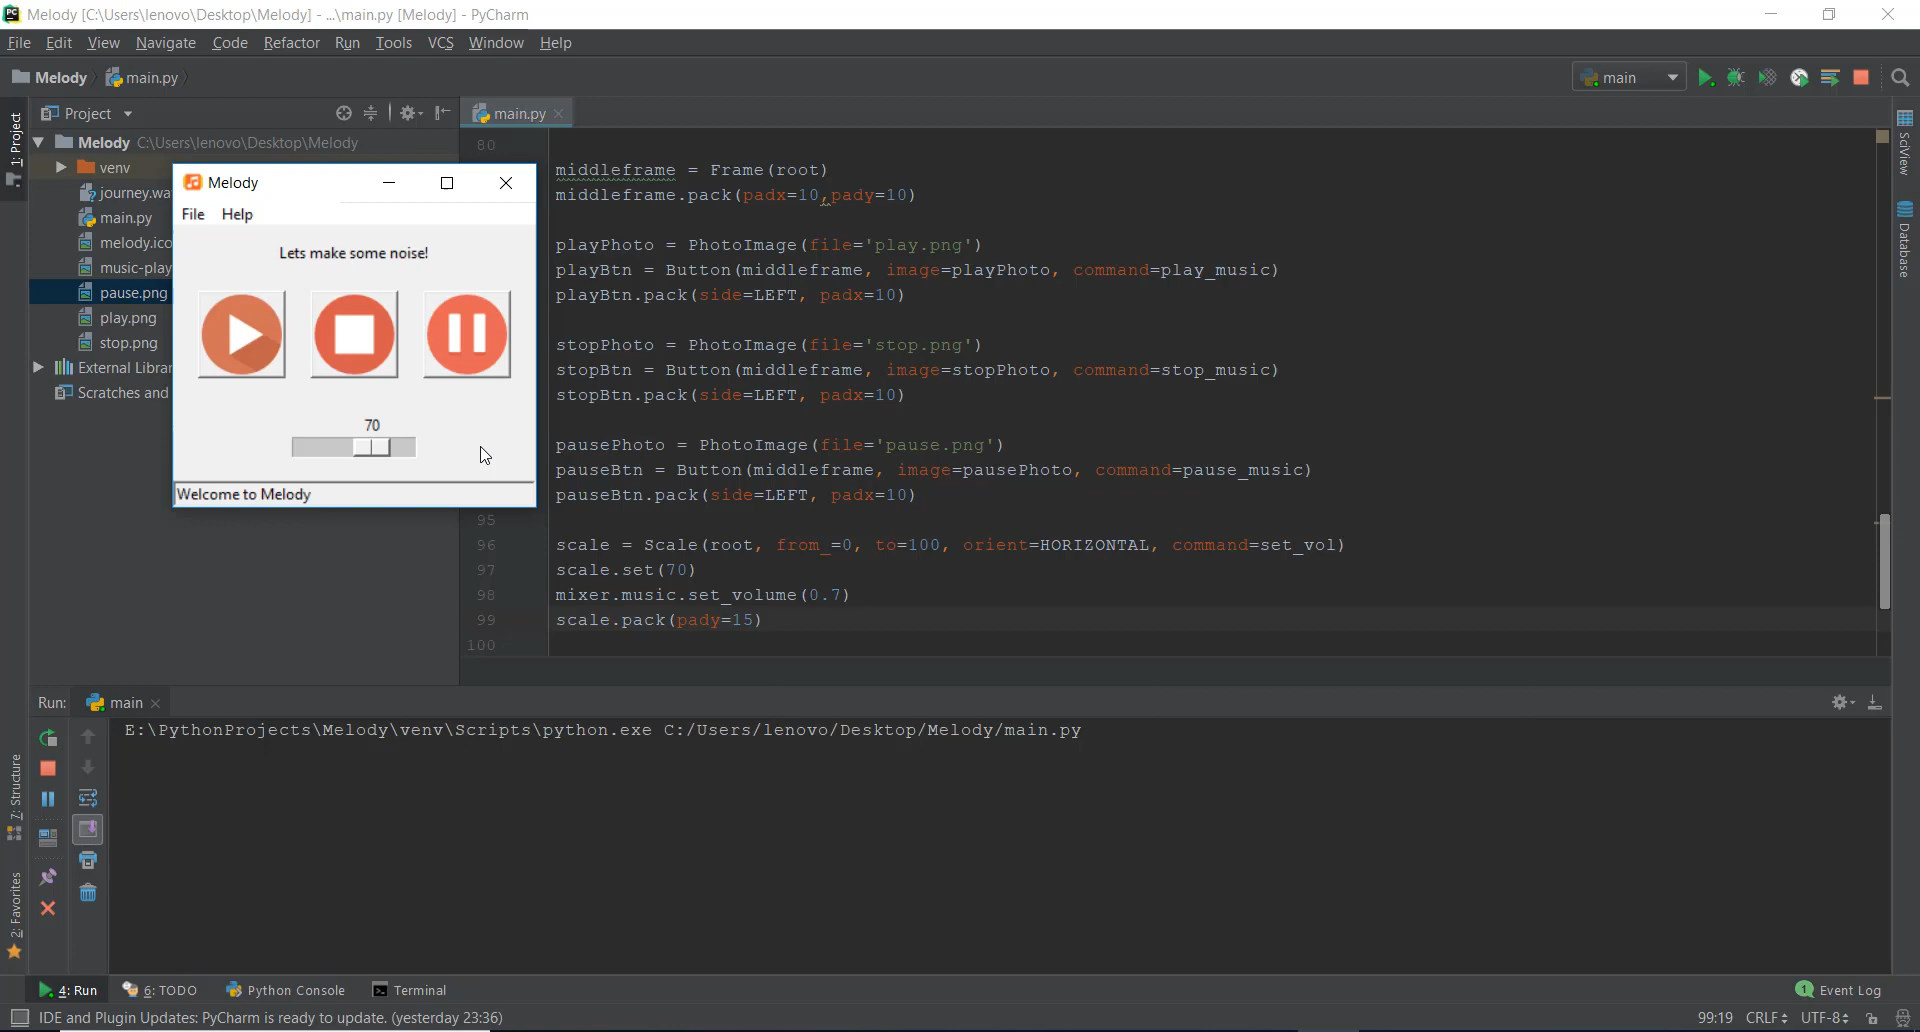 Melody [C:\Users\lenovo\Desktop\Melody] - ...\main.py [Melody] - PyCharm
File Edit View Navigate Code Refactor Run Tools VCS Window Help
Melody main.py
main
1: Project
Project
main.py
Melody C:\Users\lenovo\Desktop\Melody
venv
journey.wa
main.py
melody.ico
music-play
pause.png
play.png
stop.png
External Librar
Scratches and
Melody
File Help
Lets make some noise!
70
Welcome to Melody
80
middleframe = Frame(root)
middleframe.pack(padx=10,pady=10)
playPhoto = PhotoImage(file='play.png')
playBtn = Button(middleframe, image=playPhoto, command=play_music)
playBtn.pack(side=LEFT, padx=10)
stopPhoto = PhotoImage(file='stop.png')
stopBtn = Button(middleframe, image=stopPhoto, command=stop_music)
stopBtn.pack(side=LEFT, padx=10)
pausePhoto = PhotoImage(file='pause.png')
pauseBtn = Button(middleframe, image=pausePhoto, command=pause_music)
pauseBtn.pack(side=LEFT, padx=10)
95
96 scale = Scale(root, from_=0, to=100, orient=HORIZONTAL, command=set_vol)
97 scale.set(70)
98 mixer.music.set_volume(0.7)
99 scale.pack(pady=15)
100
SciView
Database
Run: main
E:\PythonProjects\Melody\venv\Scripts\python.exe C:/Users/lenovo/Desktop/Melody/main.py
7: Structure
2: Favorites
4: Run 6: TODO Python Console Terminal
1 Event Log
IDE and Plugin Updates: PyCharm is ready to update. (yesterday 23:36)
99:19 CRLF UTF-8